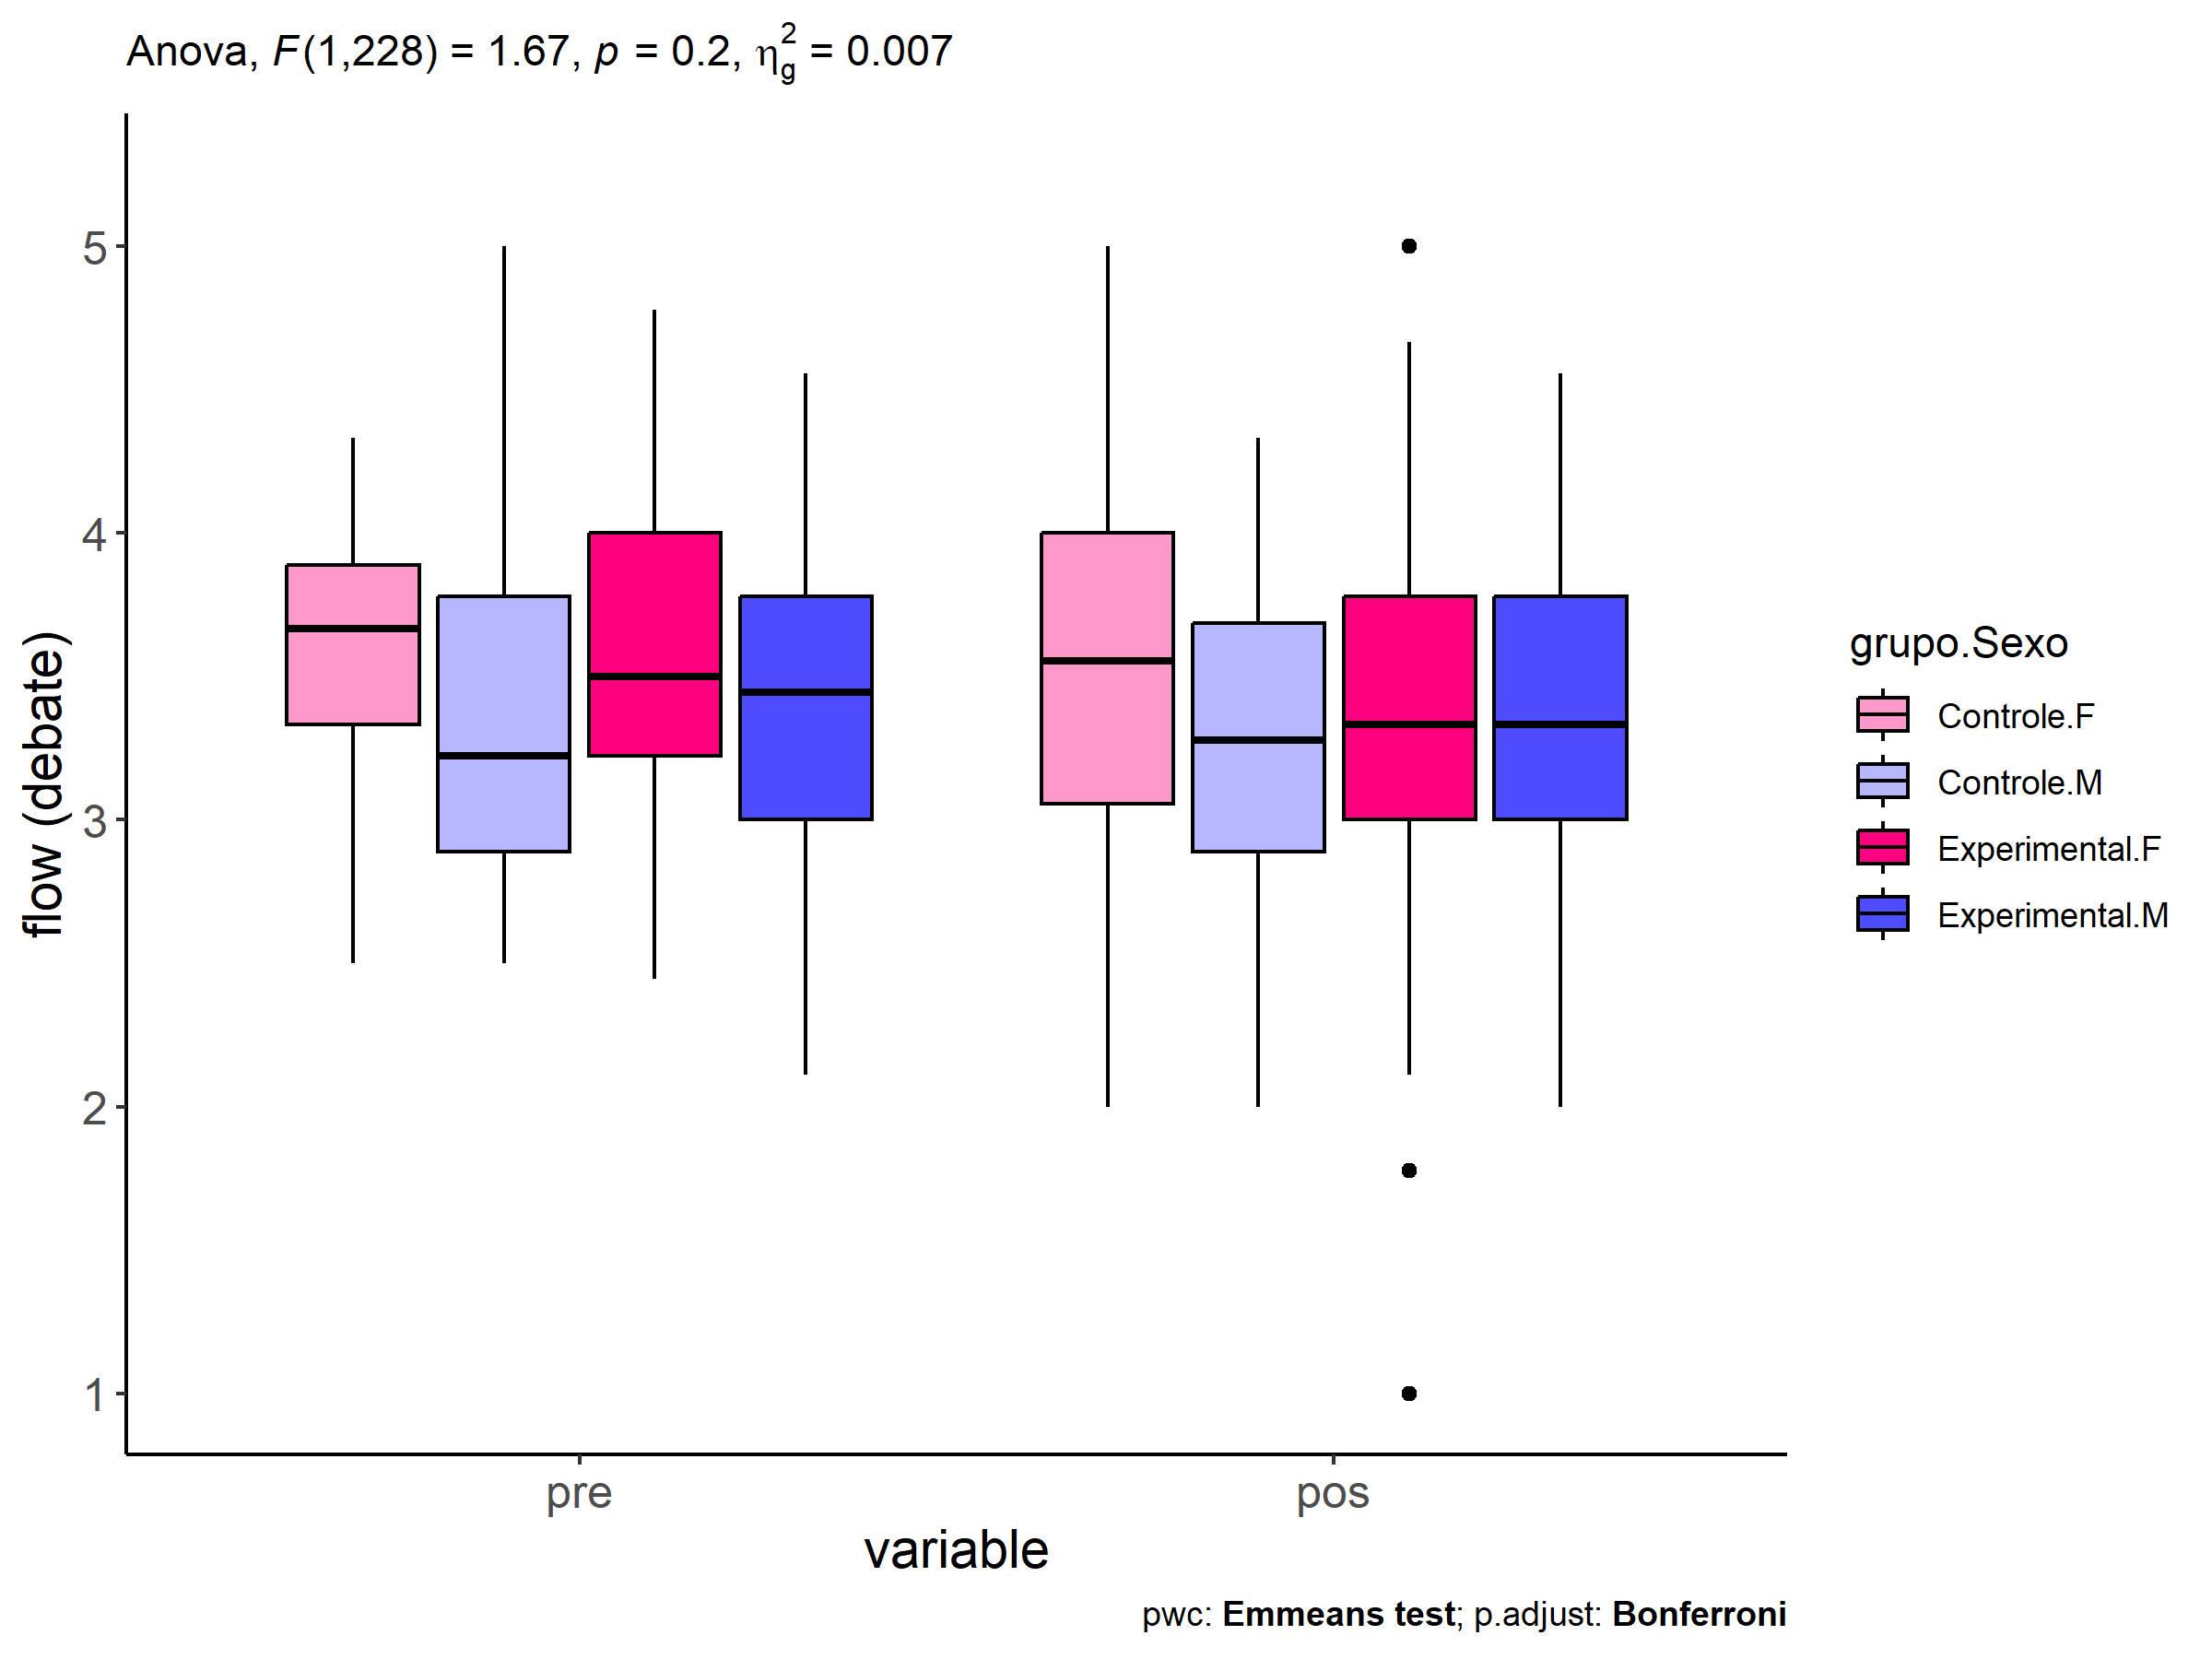 Anova, F(1,228) = 1.67, p = 0.2, η²g = 0.007
5
4
3
2
1
flow (debate)
pre
pos
variable
grupo.Sexo
Controle.F
Controle.M
Experimental.F
Experimental.M
pwc: Emmeans test; p.adjust: Bonferroni